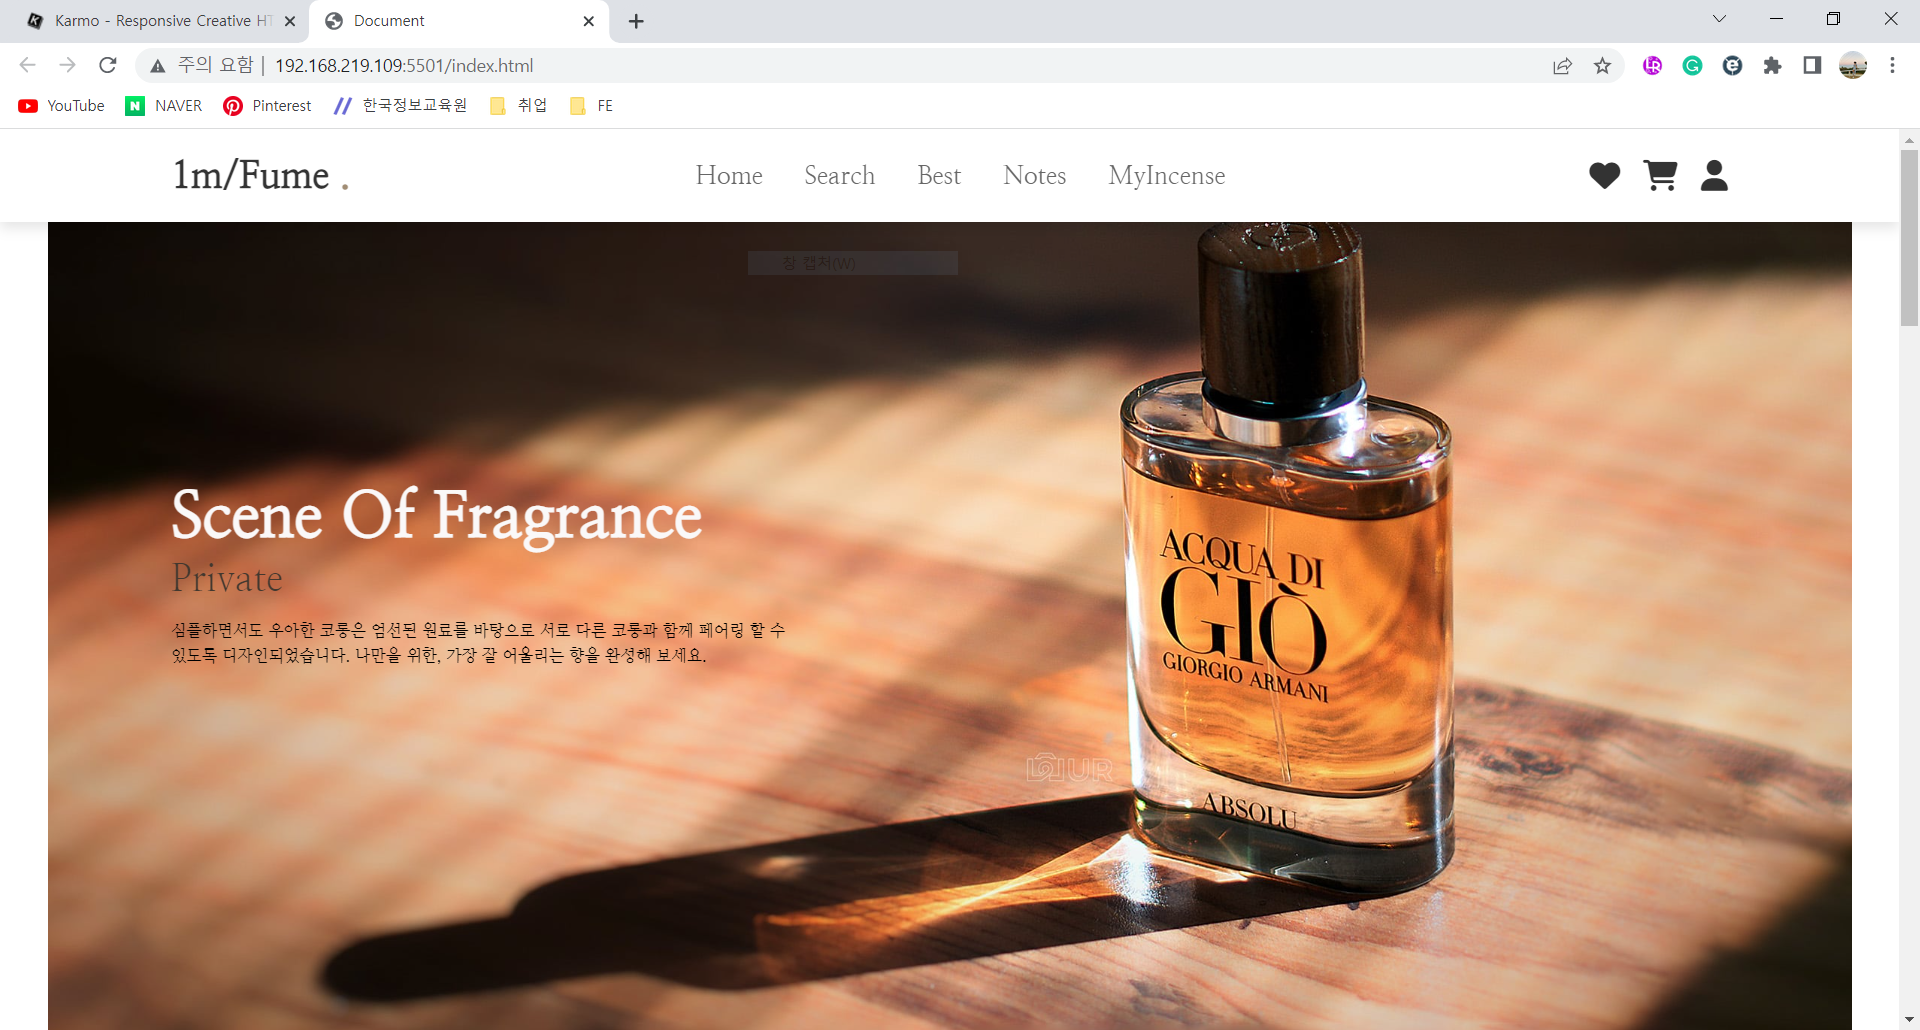 Karmo - Responsive Creative HT
Document
주의 요함 | 192.168.219.109:5501/index.html
YouTube
NAVER
Pinterest
한국정보교육원
취업
FE
1m/Fume .
Home
Search
Best
Notes
MyIncense
창 캡처(W)
Scene Of Fragrance
Private
심플하면서도 우아한 코롱은 엄선된 원료를 바탕으로 서로 다른 코롱과 함께 페어링 할 수
있도록 디자인되었습니다. 나만을 위한, 가장 잘 어울리는 향을 완성해 보세요.
ACQUA DI
GIÒ
GIORGIO ARMANI
ABSOLU